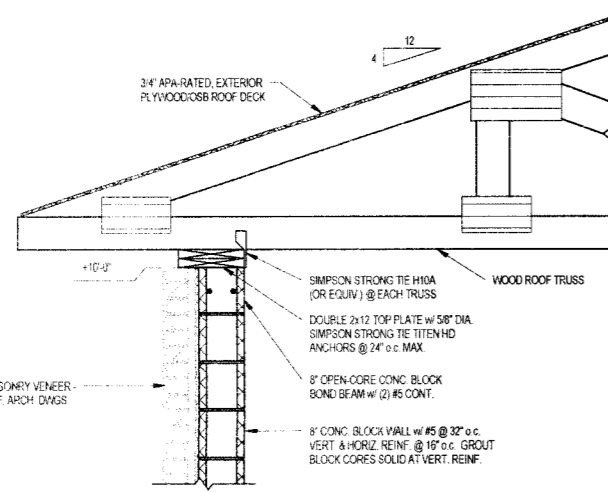 12
4
3/4" APA-RATED, EXTERIOR
PLYWOOD/OSB ROOF DECK
+10'-0"
SIMPSON STRONG TIE H10A
(OR EQUIV.) @ EACH TRUSS
WOOD ROOF TRUSS
DOUBLE 2x12 TOP PLATE w/ 5/8" DIA.
SIMPSON STRONG TIE TITEN HD
ANCHORS @ 24" o.c. MAX.
8" OPEN-CORE CONC. BLOCK
BOND BEAM w/ (2) #5 CONT.
SONRY VENEER -
F. ARCH. DWGS
8" CONC. BLOCK WALL w/ #5 @ 32" o.c.
VERT. & HORIZ. REINF. @ 16" o.c. GROUT
BLOCK CORES SOLID AT VERT. REINF.